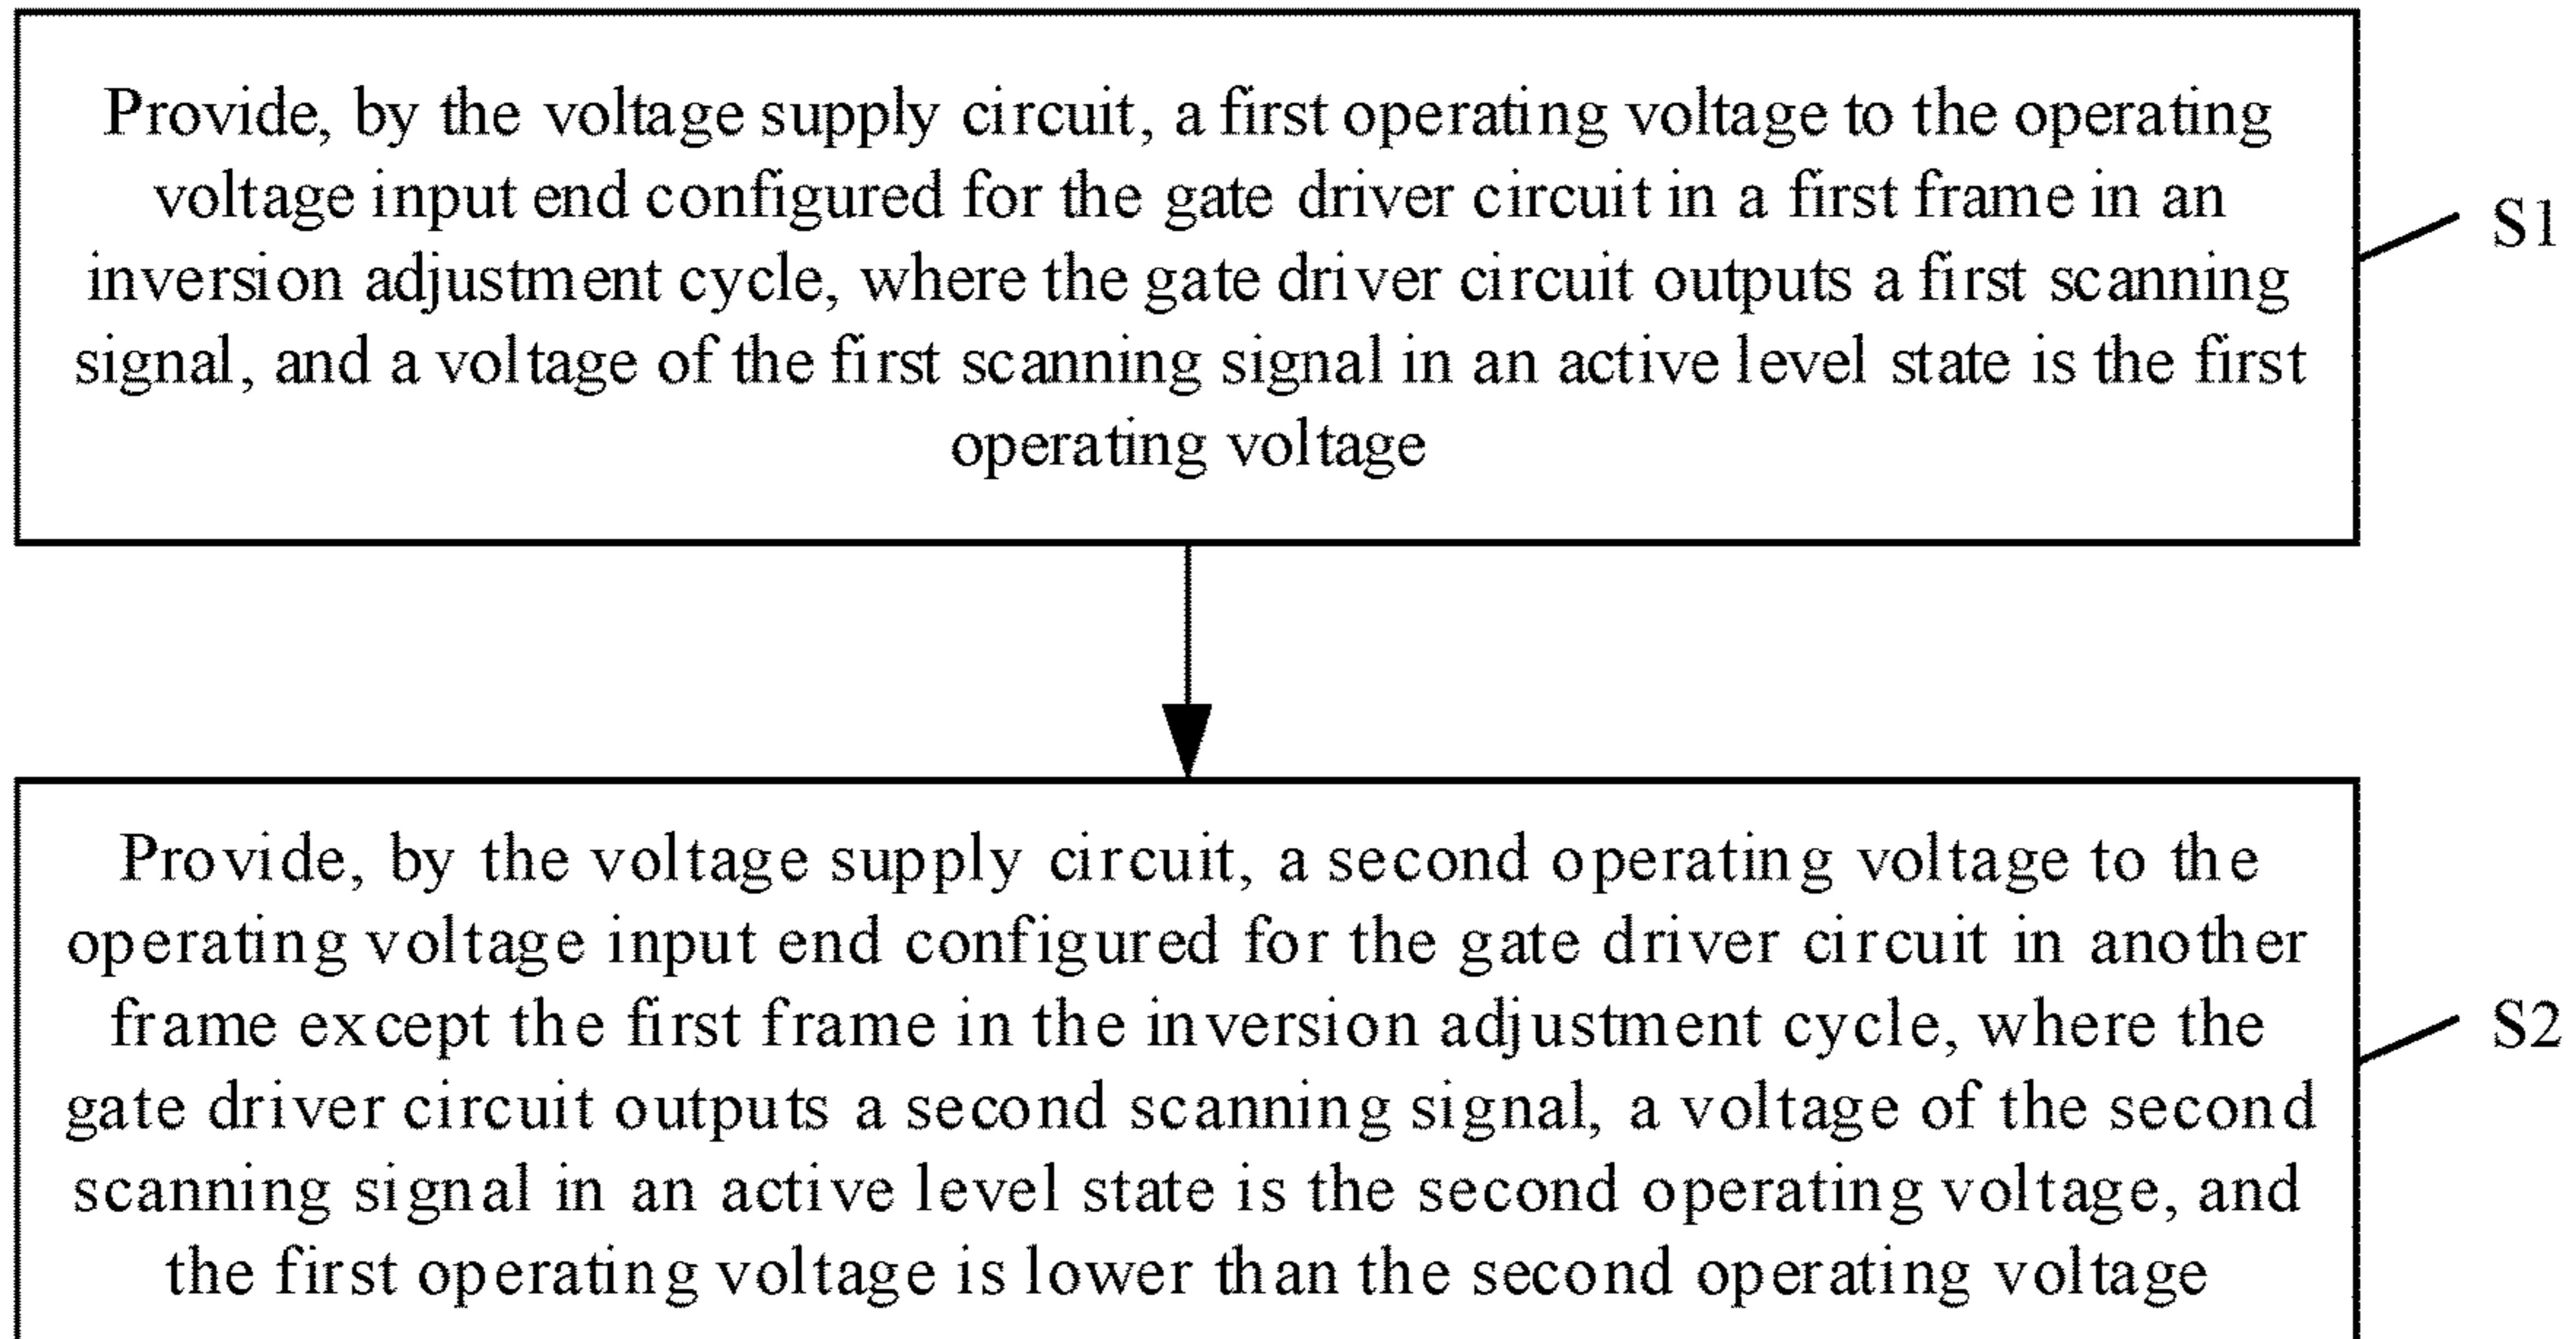 Provide, by the voltage supply circuit, a first operating voltage to the operating
voltage input end configured for the gate driver circuit in a first frame in an
inversion adjustment cycle, where the gate driver circuit outputs a first scanning
signal, and a voltage of the first scanning signal in an active level state is the first
operating voltage
S1
Provide, by the voltage supply circuit, a second operating voltage to the
operating voltage input end configured for the gate driver circuit in another
frame except the first frame in the inversion adjustment cycle, where the
gate driver circuit outputs a second scanning signal, a voltage of the second
scanning signal in an active level state is the second operating voltage, and
the first operating voltage is lower than the second operating voltage
S2